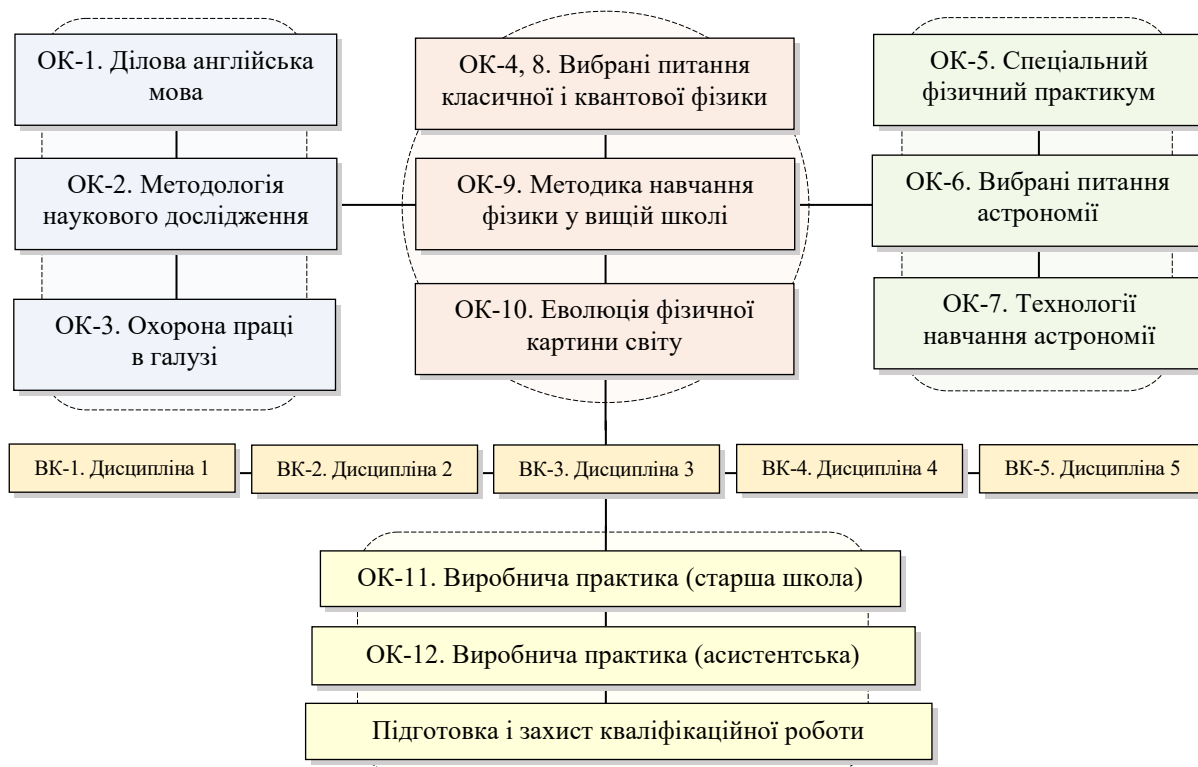 ОК-1. Ділова англійська
мова
ОК-4, 8. Вибрані питання
класичної і квантової фізики
ОК-5. Спеціальний
фізичний практикум
ОК-2. Методологія
наукового дослідження
ОК-9. Методика навчання
фізики у вищій школі
ОК-6. Вибрані питання
астрономії
ОК-3. Охорона праці
в галузі
ОК-10. Еволюція фізичної
картини світу
ОК-7. Технології
навчання астрономії
ВК-1. Дисципліна 1
ВК-2. Дисципліна 2
ВК-3. Дисципліна 3
ВК-4. Дисципліна 4
ВК-5. Дисципліна 5
ОК-11. Виробнича практика (старша школа)
ОК-12. Виробнича практика (асистентська)
Підготовка і захист кваліфікаційної роботи